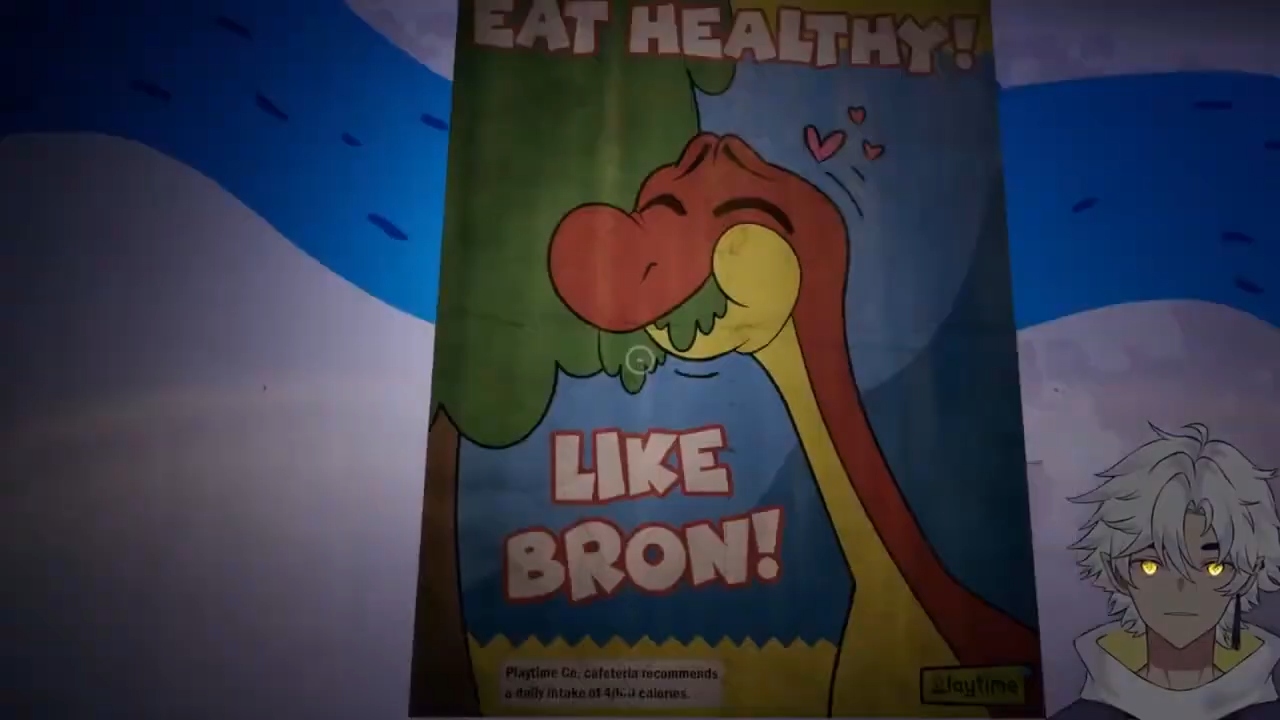 EAT HEALTHY!
LIKE
BRON!
Playtime Co. cafeteria recommends
a daily intake of calories.
Playtime